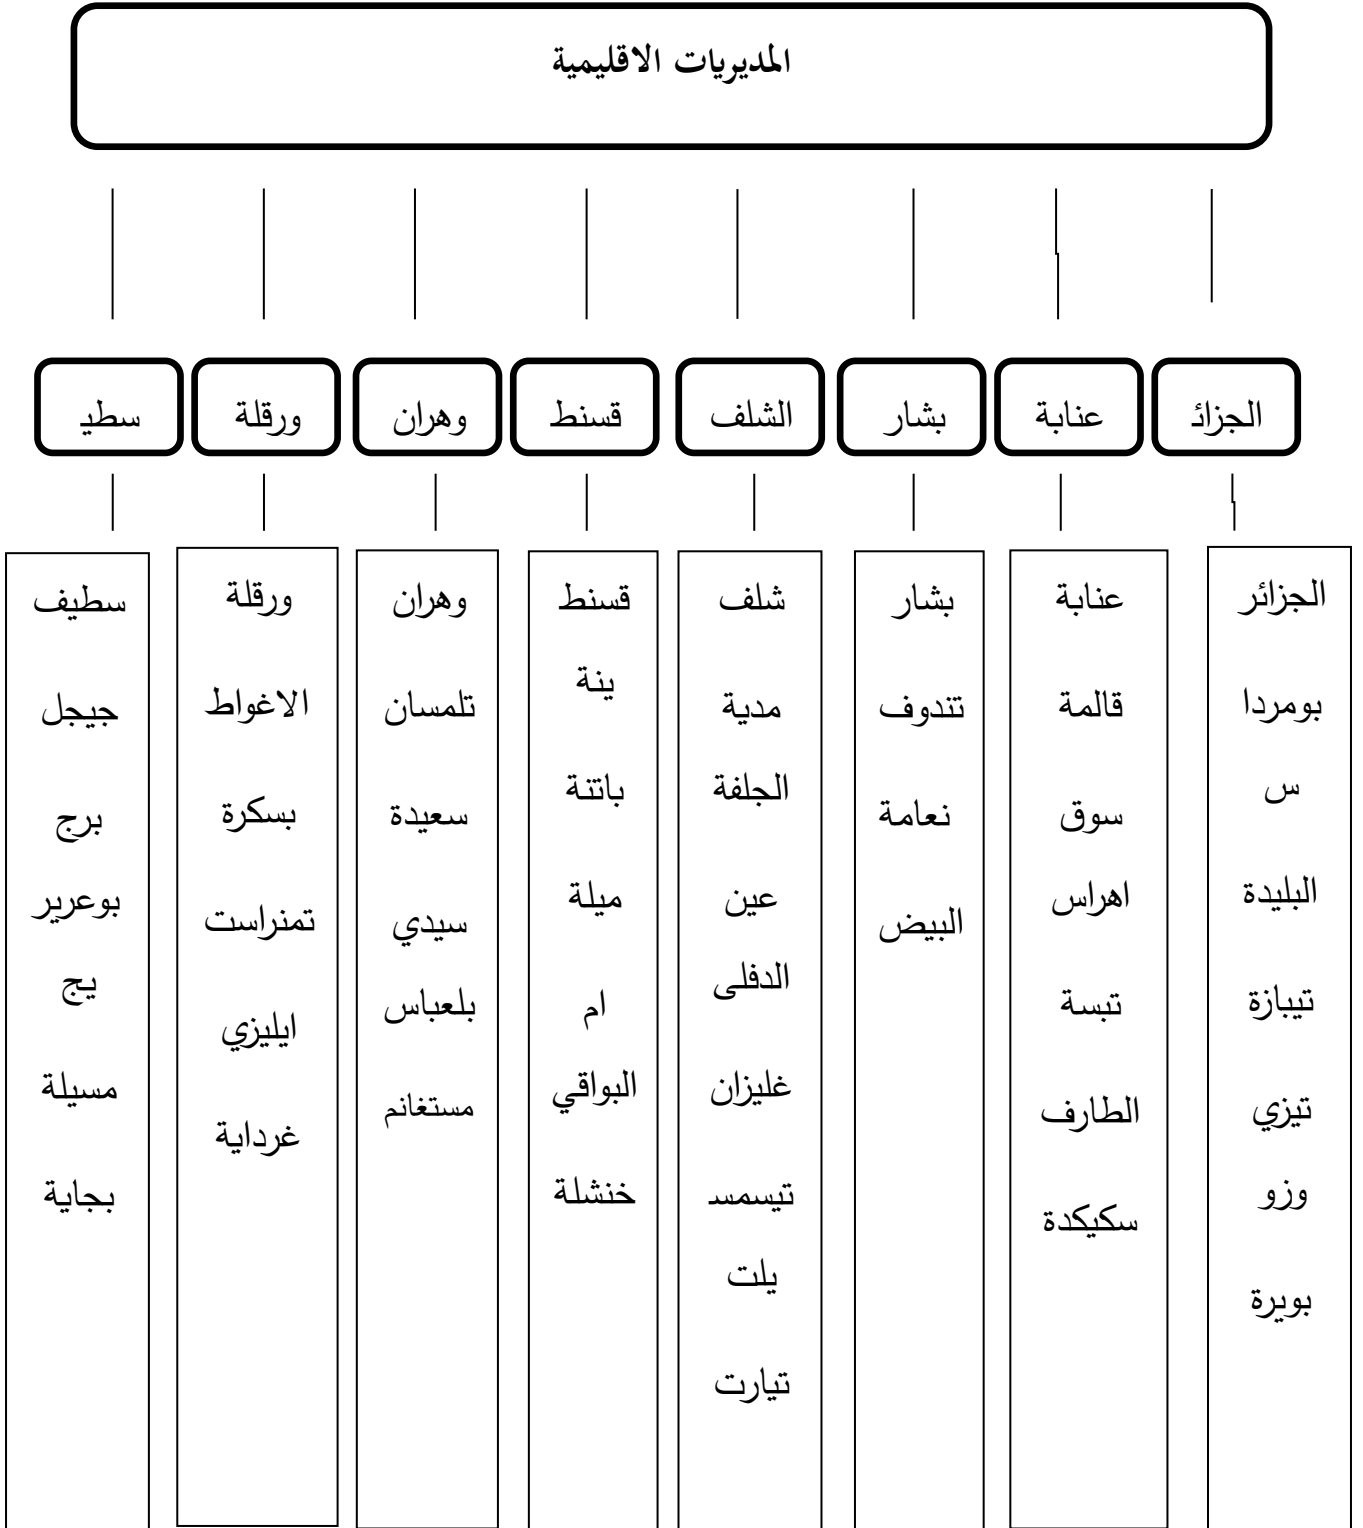 المديريات الاقليمية
الجزائ
عنابة
بشار
الشلف
قسنط
وهران
ورقلة
سطيـ
الجزائر
بومردا
س
البليدة
تيبازة
تيزي
وزو
بويرة
عنابة
قالمة
سوق
اهراس
تبسة
الطارف
سكيكدة
بشار
تندوف
نعامة
البيض
شلف
مدية
الجلفة
عين
الدفلى
غليزان
تيسمسـ
يلت
تيارت
قسنط
ينة
باتنة
ميلة
ام
البواقي
خنشلة
وهران
تلمسان
سعيدة
سيدي
بلعباس
مستغانم
ورقلة
الاغواط
بسكرة
تمنراست
ايليزي
غرداية
سطيف
جيجل
برج
بوعرير
يج
مسيلة
بجاية